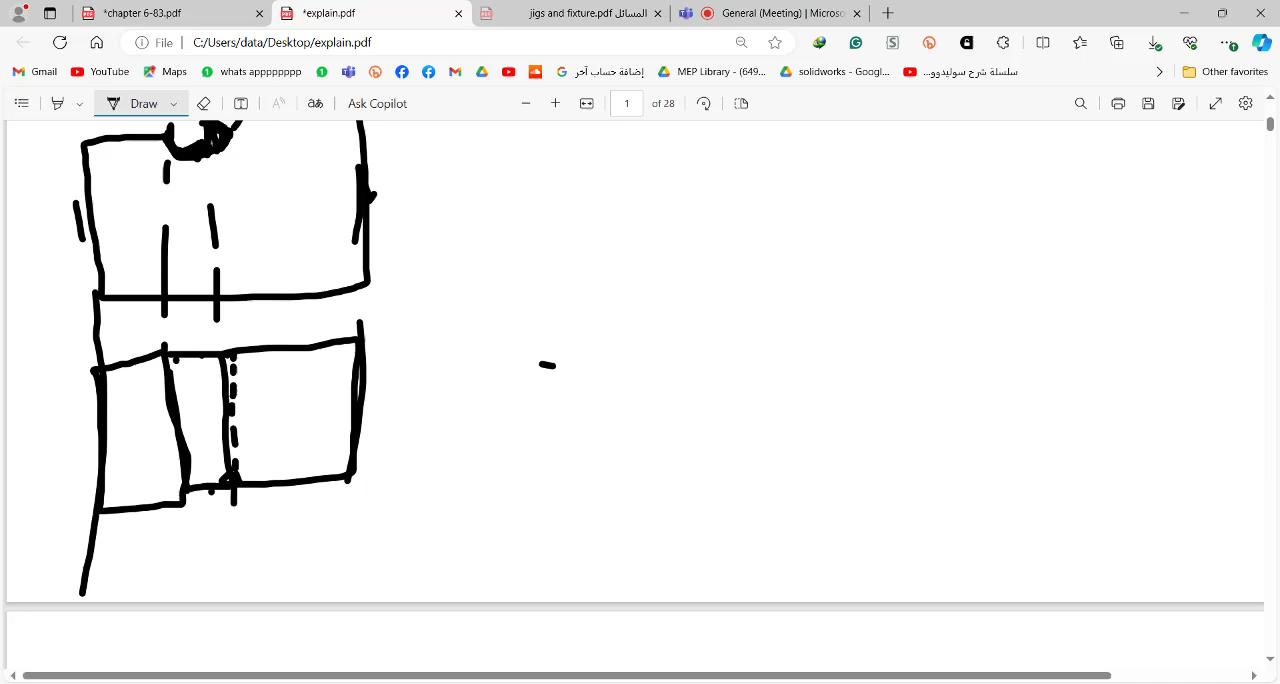 *chapter 6-83.pdf
*explain.pdf
jigs and fixture.pdf المسائل
General (Meeting) | Microso
File
C:/Users/data/Desktop/explain.pdf
Gmail
YouTube
Maps
whats appppppppp
إضافة حساب آخر
MEP Library - (649...
solidworks - Googl...
سلسلة شرح سوليدوو...
Other favorites
Draw
Ask Copilot
1
of 28